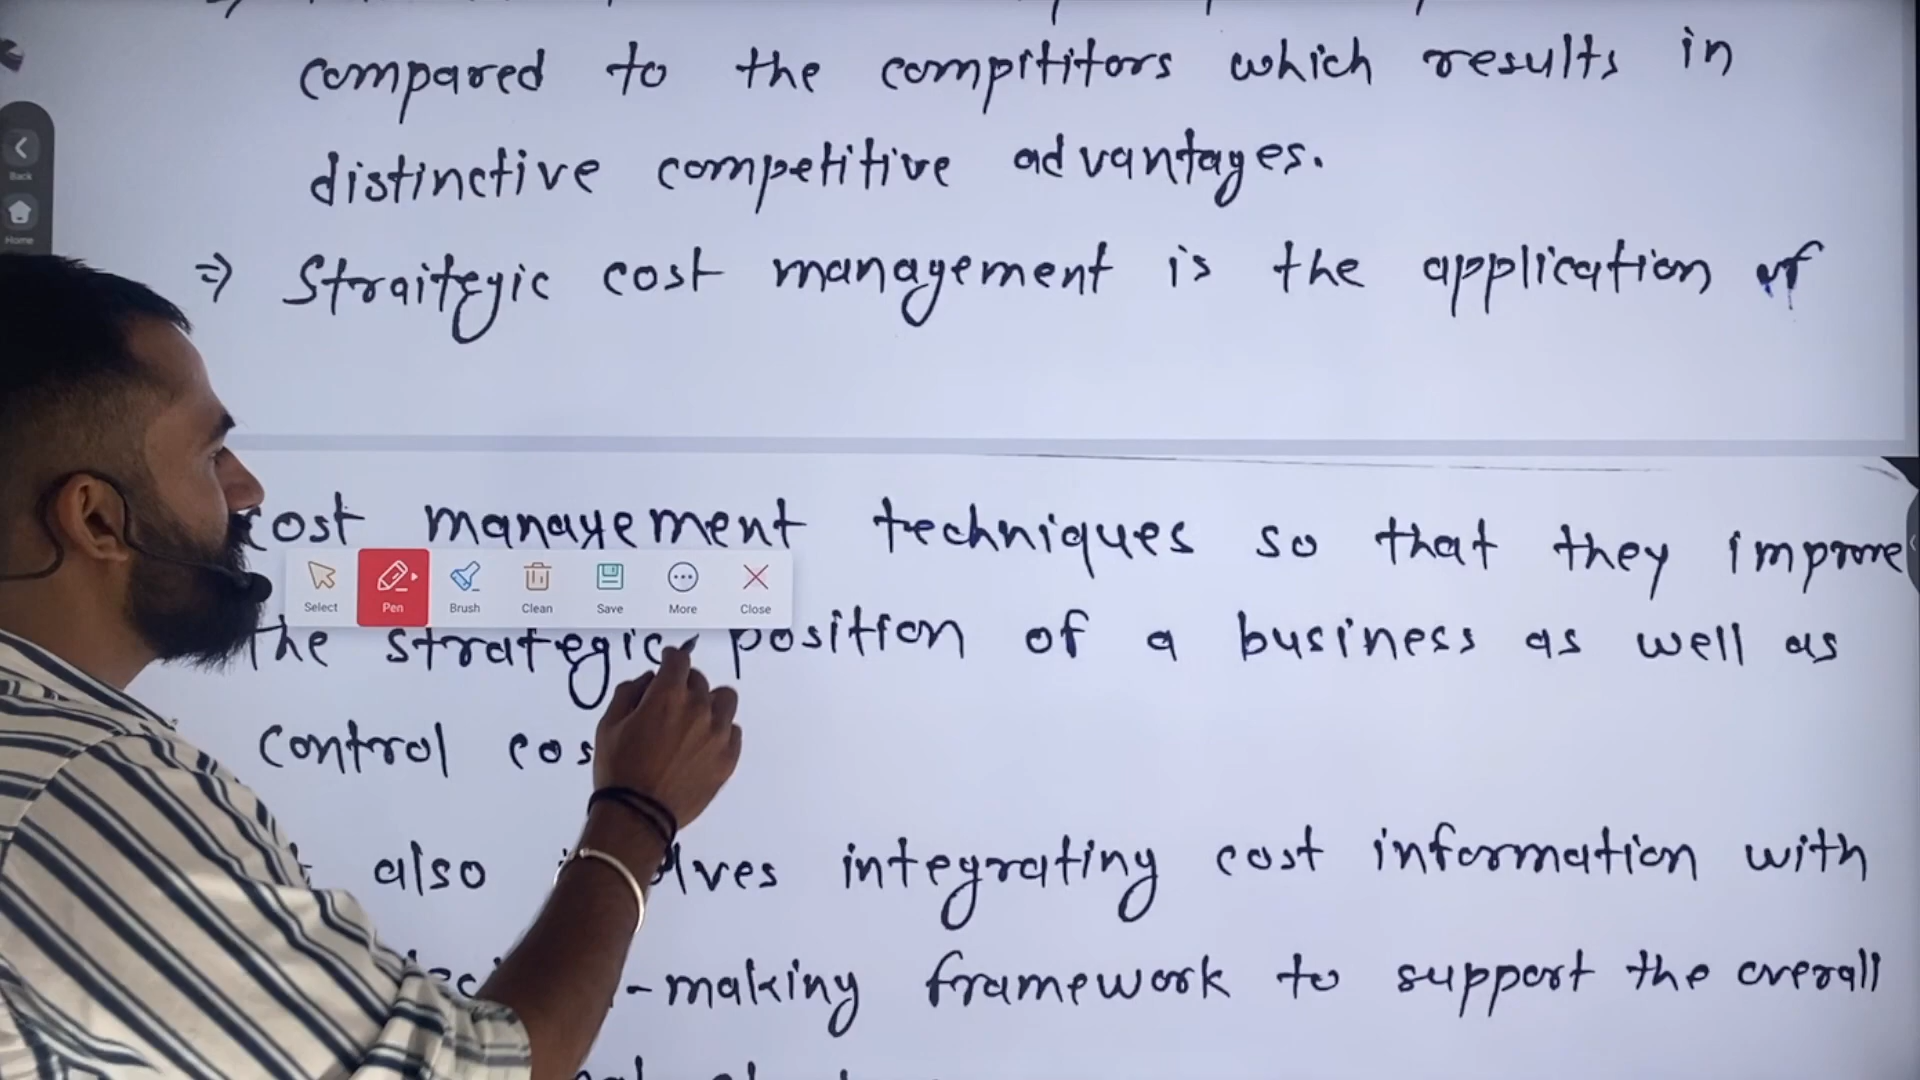 compared to the compititors which results in
distinctive competitive advantages.
Back
Home
⇒ Straitegic cost management is the application of
cost management techniques so that they improve
Select Pen Brush Clean Save More Close
the strategic position of a business as well as
control
also integrating cost information with
-making framework to support the overall